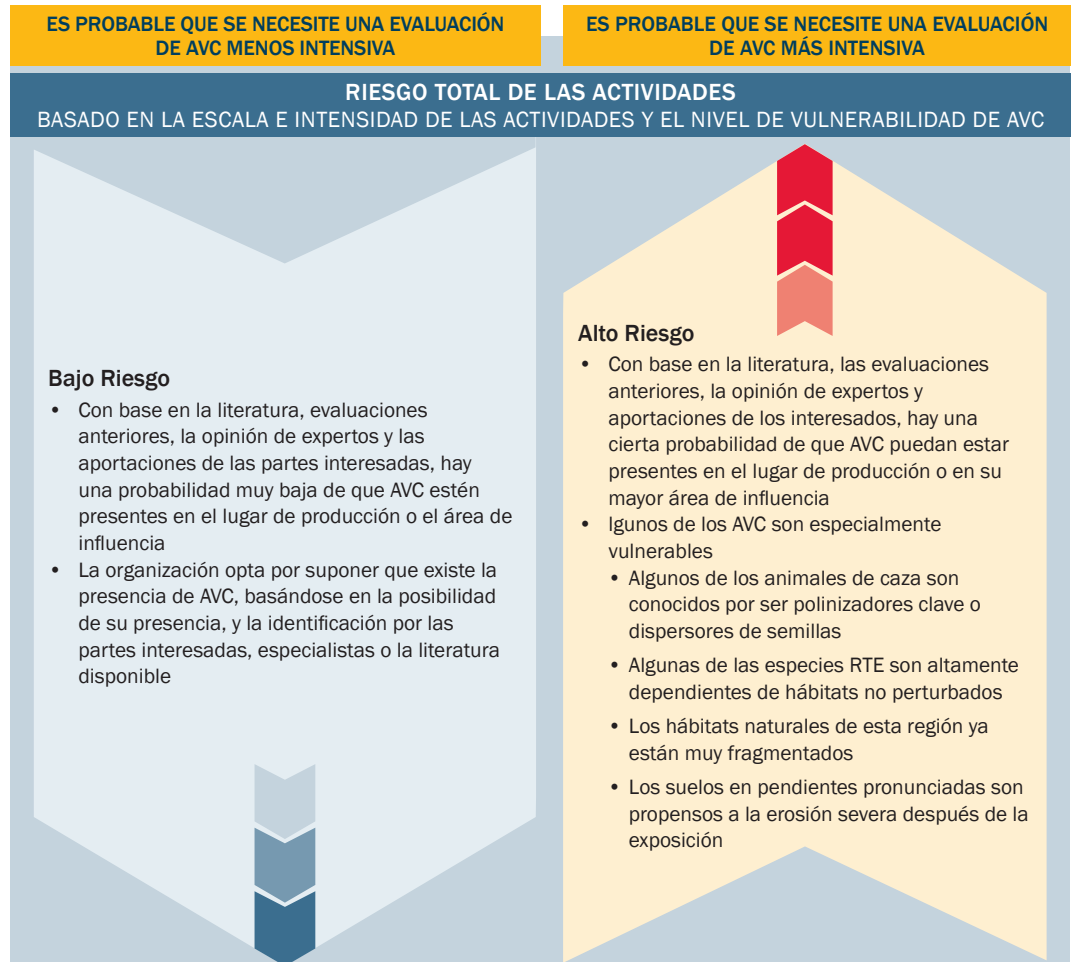 ES PROBABLE QUE SE NECESITE UNA EVALUACIÓN
DE AVC MENOS INTENSIVA
ES PROBABLE QUE SE NECESITE UNA EVALUACIÓN
DE AVC MÁS INTENSIVA
RIESGO TOTAL DE LAS ACTIVIDADES
BASADO EN LA ESCALA E INTENSIDAD DE LAS ACTIVIDADES Y EL NIVEL DE VULNERABILIDAD DE AVC
Bajo Riesgo
• Con base en la literatura, evaluaciones
anteriores, la opinión de expertos y las
aportaciones de las partes interesadas, hay
una probabilidad muy baja de que AVC estén
presentes en el lugar de producción o el área de
influencia
• La organización opta por suponer que existe la
presencia de AVC, basándose en la posibilidad
de su presencia, y la identificación por las
partes interesadas, especialistas o la literatura
disponible
Alto Riesgo
• Con base en la literatura, las evaluaciones
anteriores, la opinión de expertos y
aportaciones de los interesados, hay una
cierta probabilidad de que AVC puedan estar
presentes en el lugar de producción o en su
mayor área de influencia
• lgunos de los AVC son especialmente
vulnerables
• Algunos de los animales de caza son
conocidos por ser polinizadores clave o
dispersores de semillas
• Algunas de las especies RTE son altamente
dependientes de hábitats no perturbados
• Los hábitats naturales de esta región ya
están muy fragmentados
• Los suelos en pendientes pronunciadas son
propensos a la erosión severa después de la
exposición